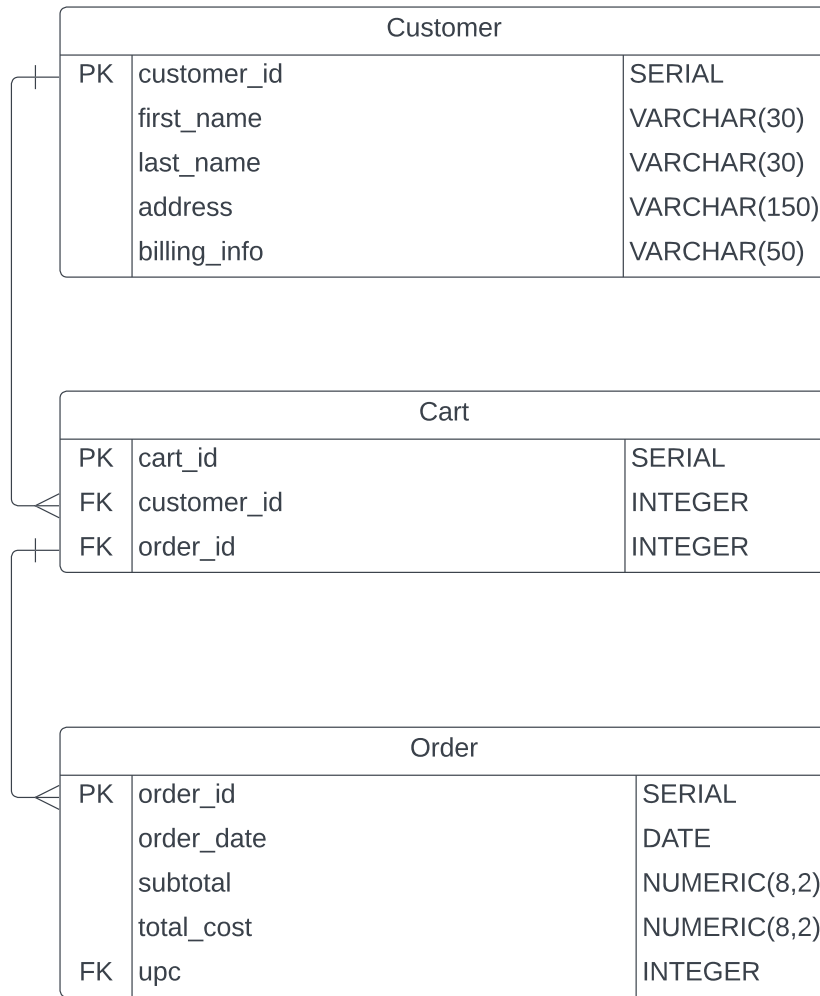 Customer
PK customer_id SERIAL
first_name VARCHAR(30)
last_name VARCHAR(30)
address VARCHAR(150)
billing_info VARCHAR(50)
Cart
PK cart_id SERIAL
FK customer_id INTEGER
FK order_id INTEGER
Order
PK order_id SERIAL
order_date DATE
subtotal NUMERIC(8,2)
total_cost NUMERIC(8,2)
FK upc INTEGER